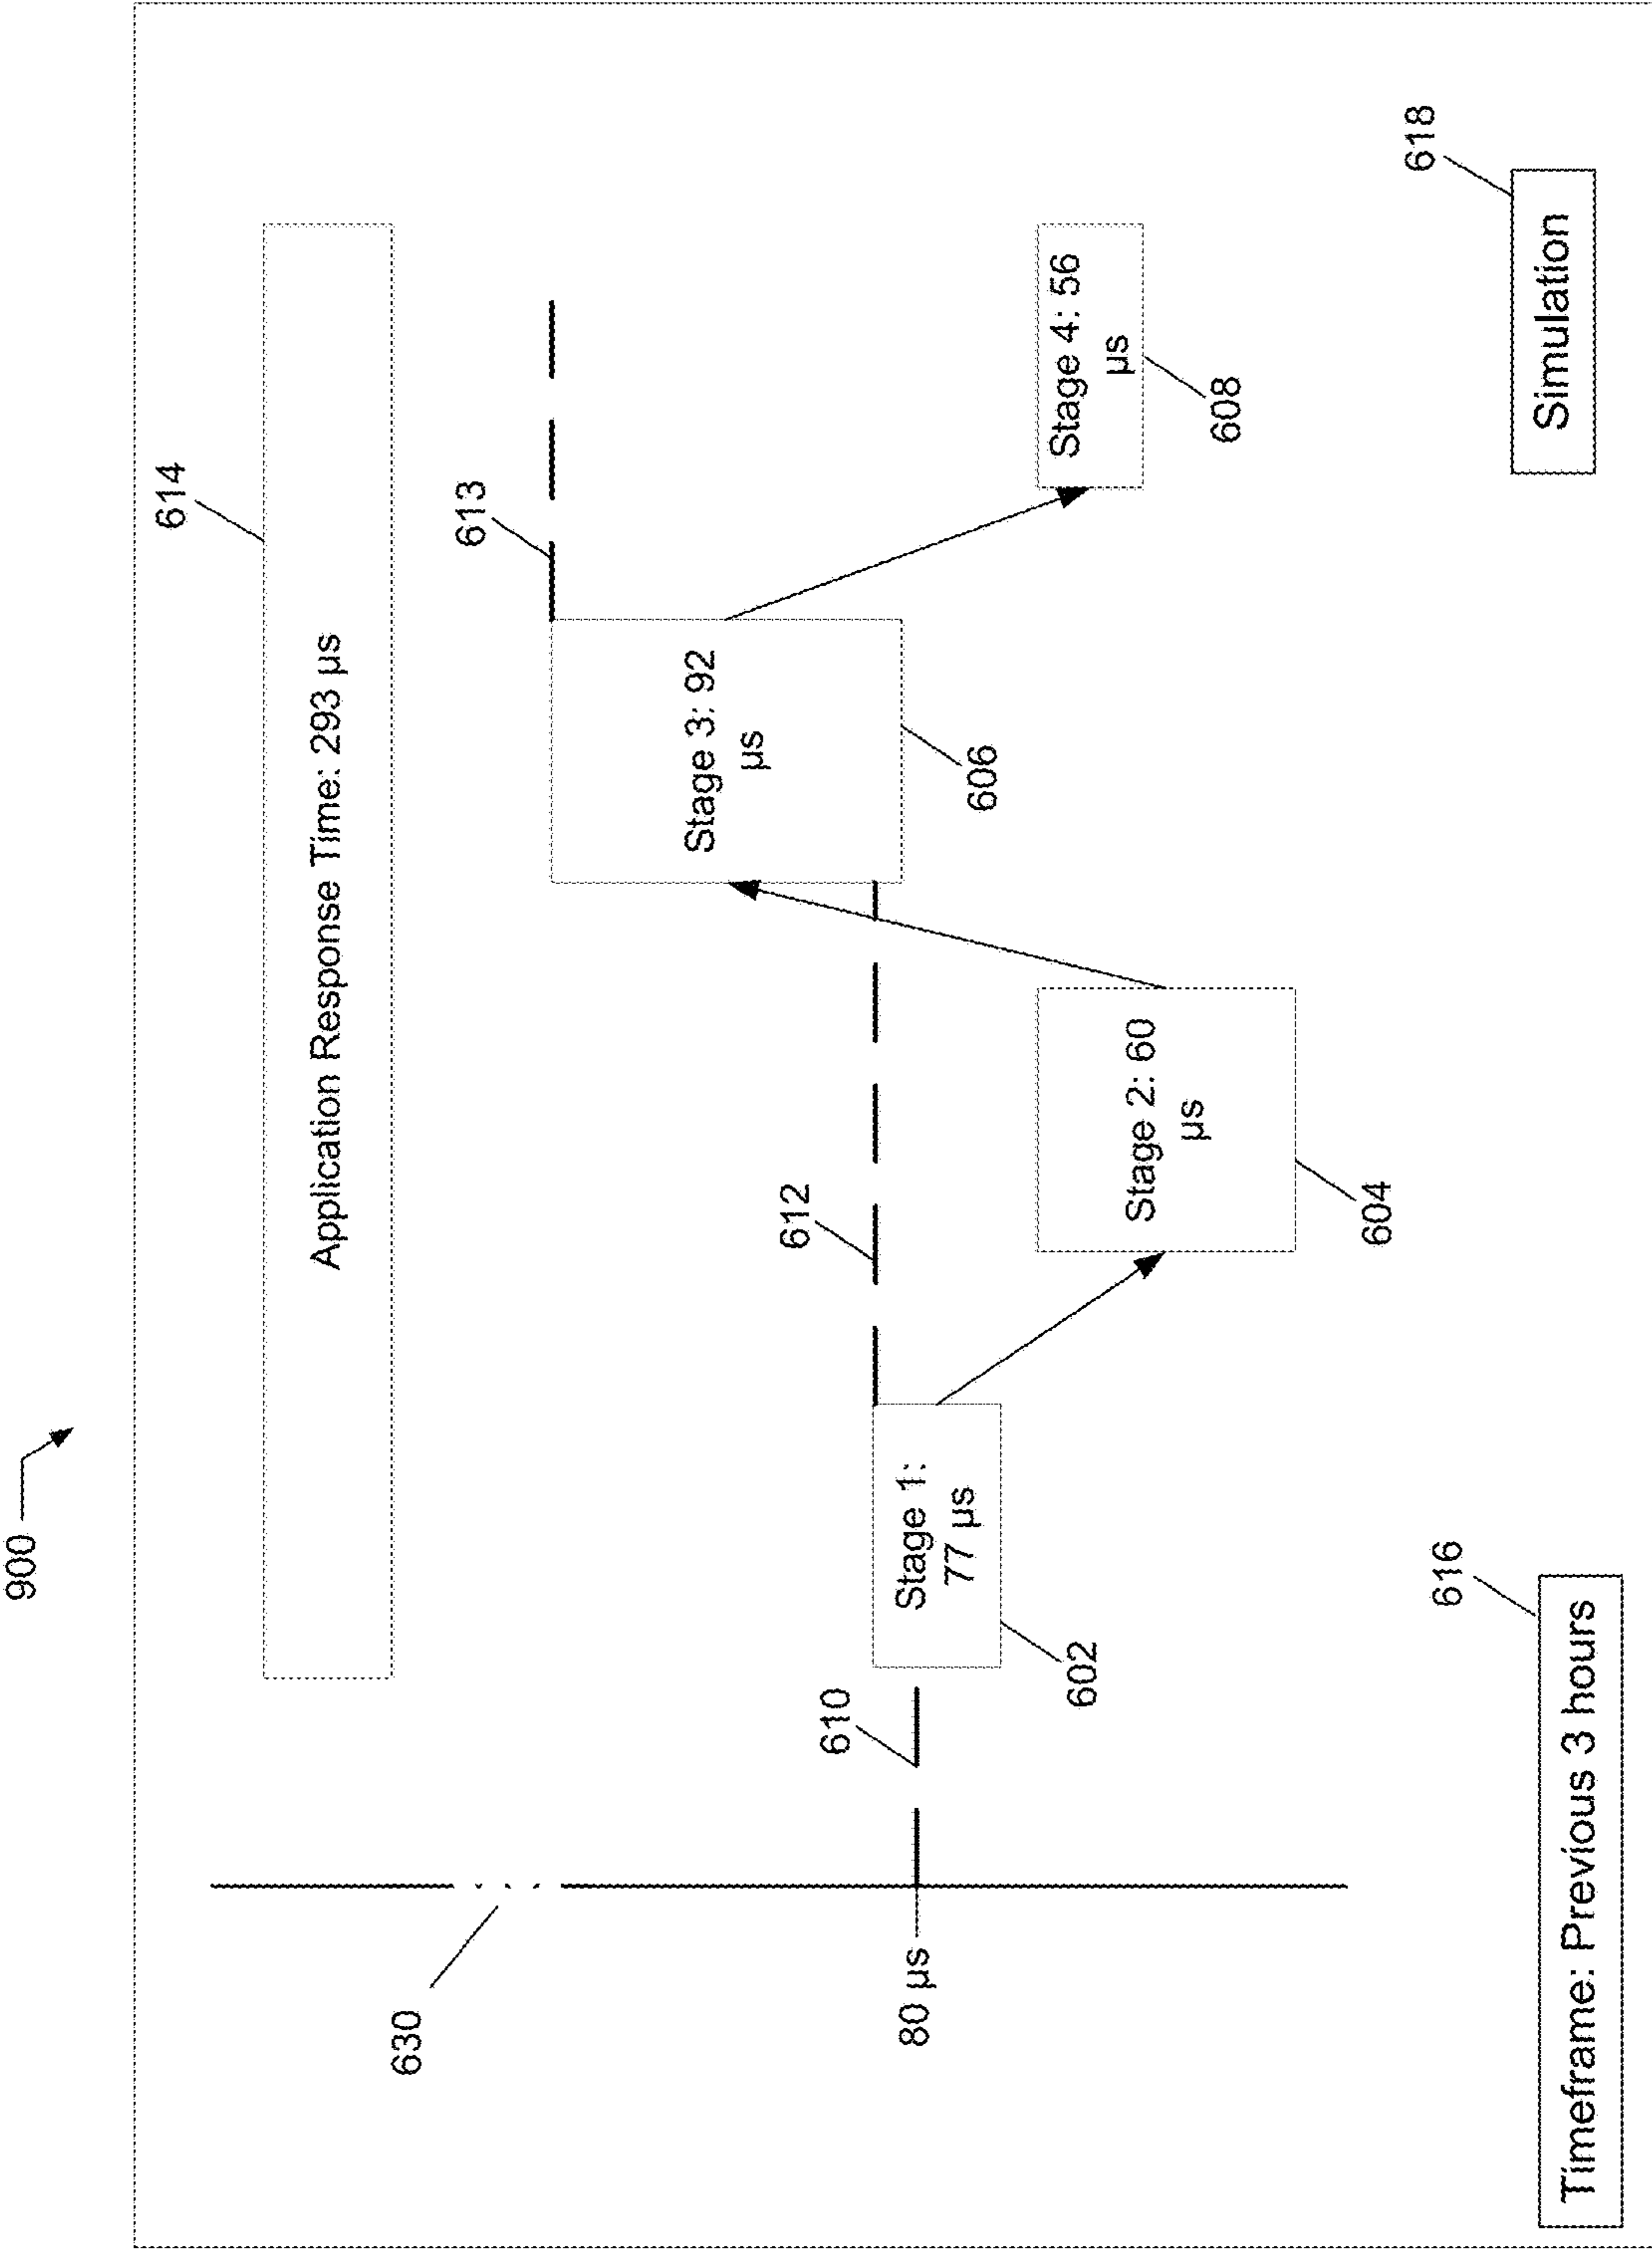 900
614
Application Response Time: 293 µs
630
613
612
610
80 µs
Stage 1:
77 µs
602
Stage 2: 60
µs
604
Stage 3: 92
µs
606
Stage 4: 56
µs
608
616
Timeframe: Previous 3 hours
618
Simulation